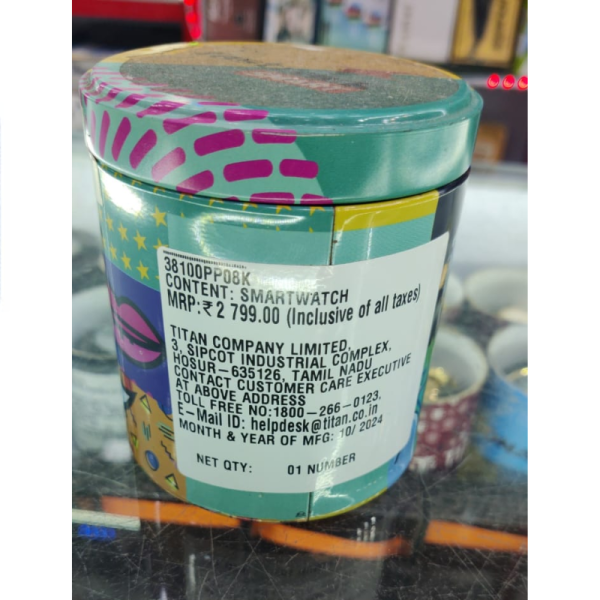 38100PP08K
CONTENT: SMARTWATCH
MRP:₹ 2 799.00 (Inclusive of all taxes)
TITAN COMPANY LIMITED,
3, SIPCOT INDUSTRIAL COMPLEX,
HOSUR-635126, TAMIL NADU
CONTACT CUSTOMER CARE EXECUTIVE
AT ABOVE ADDRESS
TOLL FREE NO:1800-266-0123,
E-Mail ID: helpdesk@titan.co.in
MONTH & YEAR OF MFG: 10/ 2024
NET QTY: 01 NUMBER